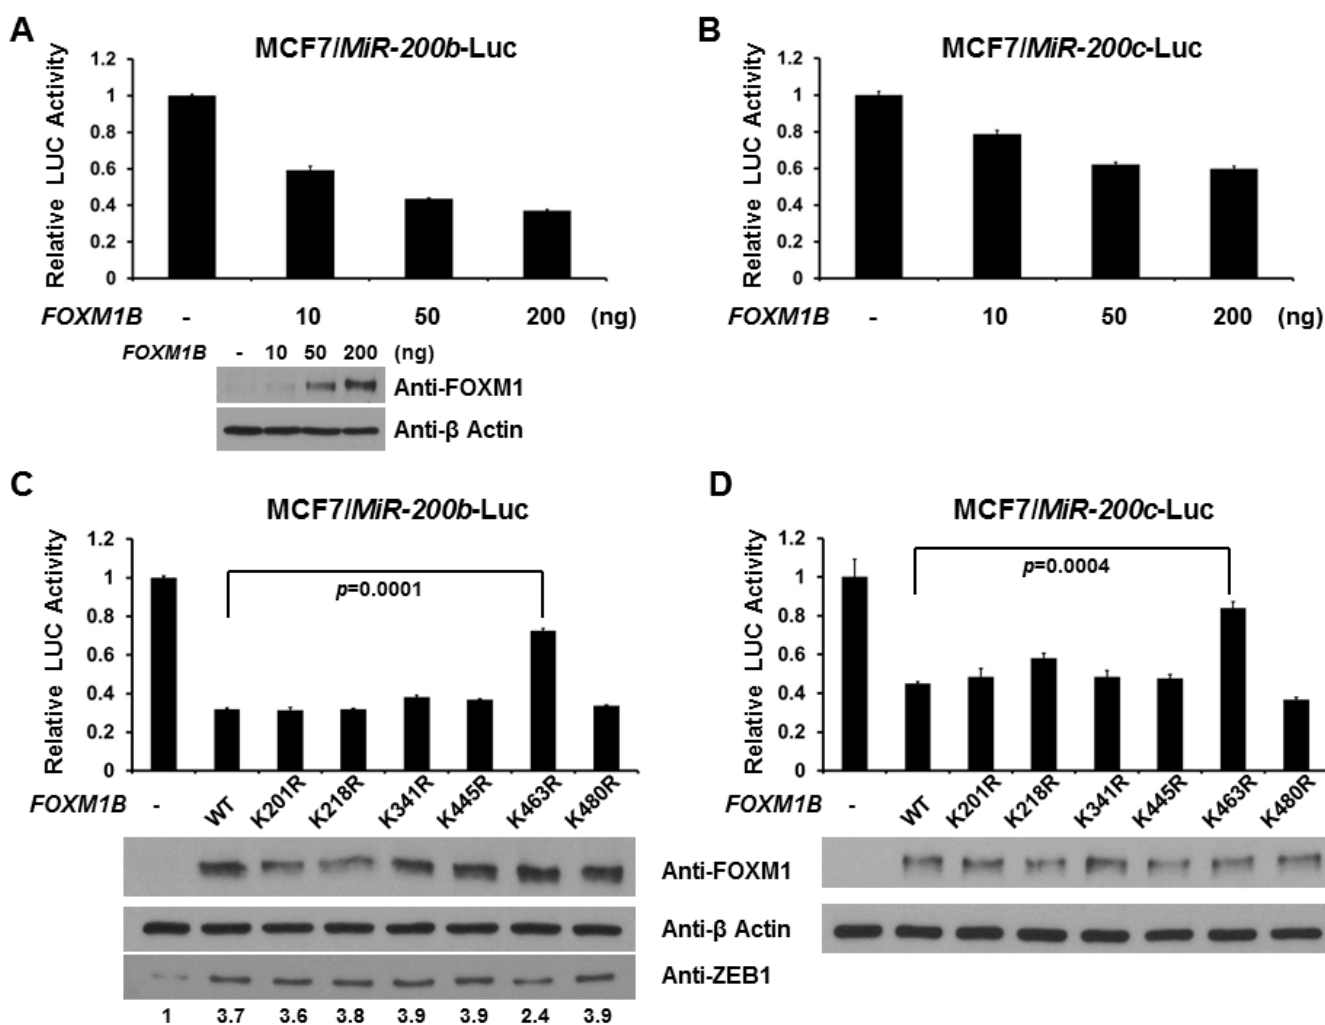 A
MCF7/MiR-200b-Luc
Relative LUC Activity
1.2
1
0.8
0.6
0.4
0.2
0
FOXM1B - 10 50 200 (ng)
FOXM1B - 10 50 200 (ng)
Anti-FOXM1
Anti-β Actin
B
MCF7/MiR-200c-Luc
Relative LUC Activity
1.2
1
0.8
0.6
0.4
0.2
0
FOXM1B - 10 50 200 (ng)
C
MCF7/MiR-200b-Luc
Relative LUC Activity
1.2
1
0.8
0.6
0.4
0.2
0
p=0.0001
FOXM1B - WT K201R K218R K341R K445R K463R K480R
Anti-FOXM1
Anti-β Actin
Anti-ZEB1
1 3.7 3.6 3.8 3.9 3.9 2.4 3.9
D
MCF7/MiR-200c-Luc
Relative LUC Activity
1.2
1
0.8
0.6
0.4
0.2
0
p=0.0004
FOXM1B - WT K201R K218R K341R K445R K463R K480R